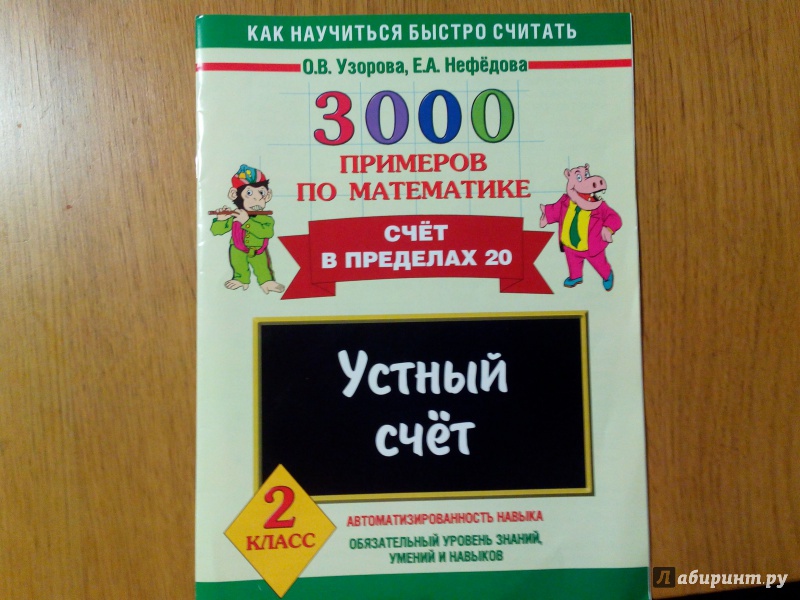 КАК НАУЧИТЬСЯ БЫСТРО СЧИТАТЬ
О.В. Узорова, Е.А. Нефёдова
3000
ПРИМЕРОВ
ПО МАТЕМАТИКЕ
СЧЁТ
В ПРЕДЕЛАХ 20
Устный
счёт
2
КЛАСС
АВТОМАТИЗИРОВАННОСТЬ НАВЫКА
ОБЯЗАТЕЛЬНЫЙ УРОВЕНЬ ЗНАНИЙ,
УМЕНИЙ И НАВЫКОВ
Лабиринт.ру